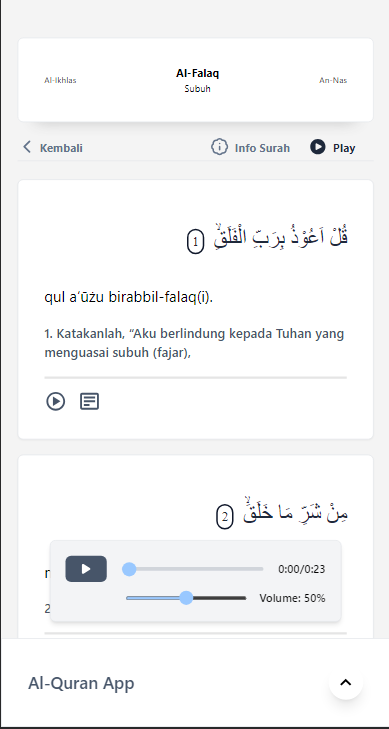 Al-Ikhlas
Al-Falaq
Subuh
An-Nas
Kembali
Info Surah
Play
قُلْ اَعُوْذُ بِرَبِّ الْفَلَقِۙ 1
qul a‘ūżu birabbil-falaq(i).
1. Katakanlah, “Aku berlindung kepada Tuhan yang
menguasai subuh (fajar),
مِنْ شَرِّ مَا خَلَقَۙ 2
0:00/0:23
Volume: 50%
2
Al-Quran App